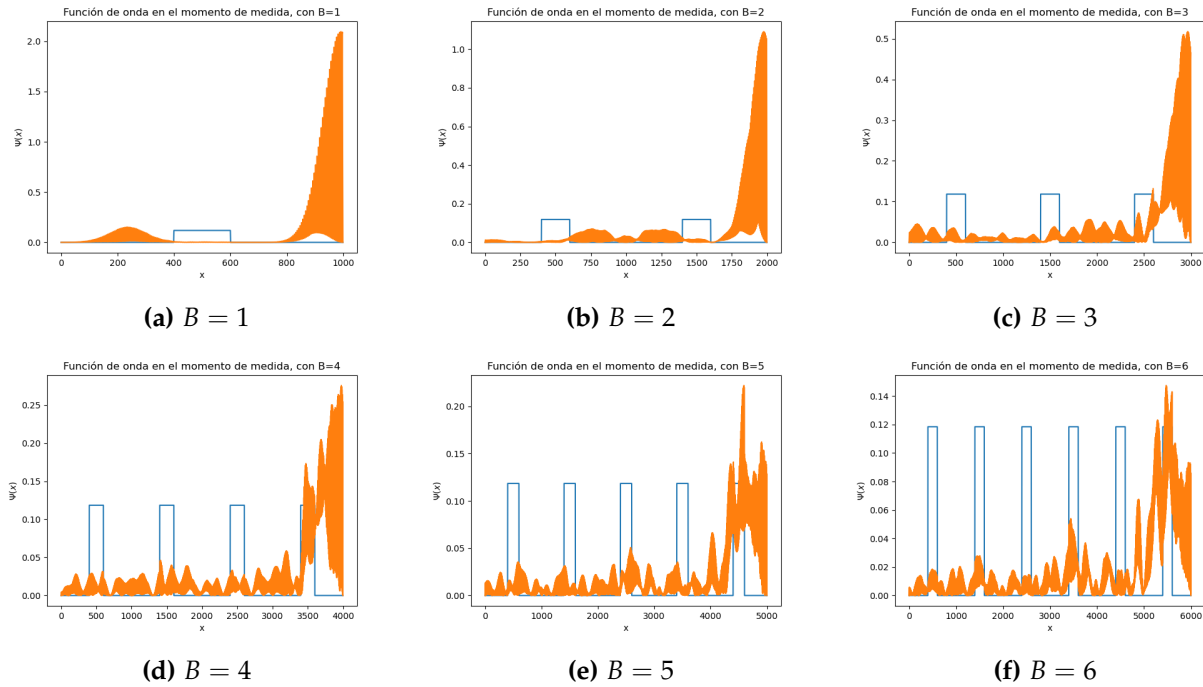 Función de onda en el momento de medida, con B=1
2.0
1.5
1.0
0.5
0.0
Ψ(x)
0 200 400 600 800 1000
x
(a) B = 1
Función de onda en el momento de medida, con B=2
1.0
0.8
0.6
0.4
0.2
0.0
Ψ(x)
0 250 500 750 1000 1250 1500 1750 2000
x
(b) B = 2
Función de onda en el momento de medida, con B=3
0.5
0.4
0.3
0.2
0.1
0.0
Ψ(x)
0 500 1000 1500 2000 2500 3000
x
(c) B = 3
Función de onda en el momento de medida, con B=4
0.25
0.20
0.15
0.10
0.05
0.00
Ψ(x)
0 500 1000 1500 2000 2500 3000 3500 4000
x
(d) B = 4
Función de onda en el momento de medida, con B=5
0.20
0.15
0.10
0.05
0.00
Ψ(x)
0 1000 2000 3000 4000 5000
x
(e) B = 5
Función de onda en el momento de medida, con B=6
0.14
0.12
0.10
0.08
0.06
0.04
0.02
0.00
Ψ(x)
0 1000 2000 3000 4000 5000 6000
x
(f) B = 6